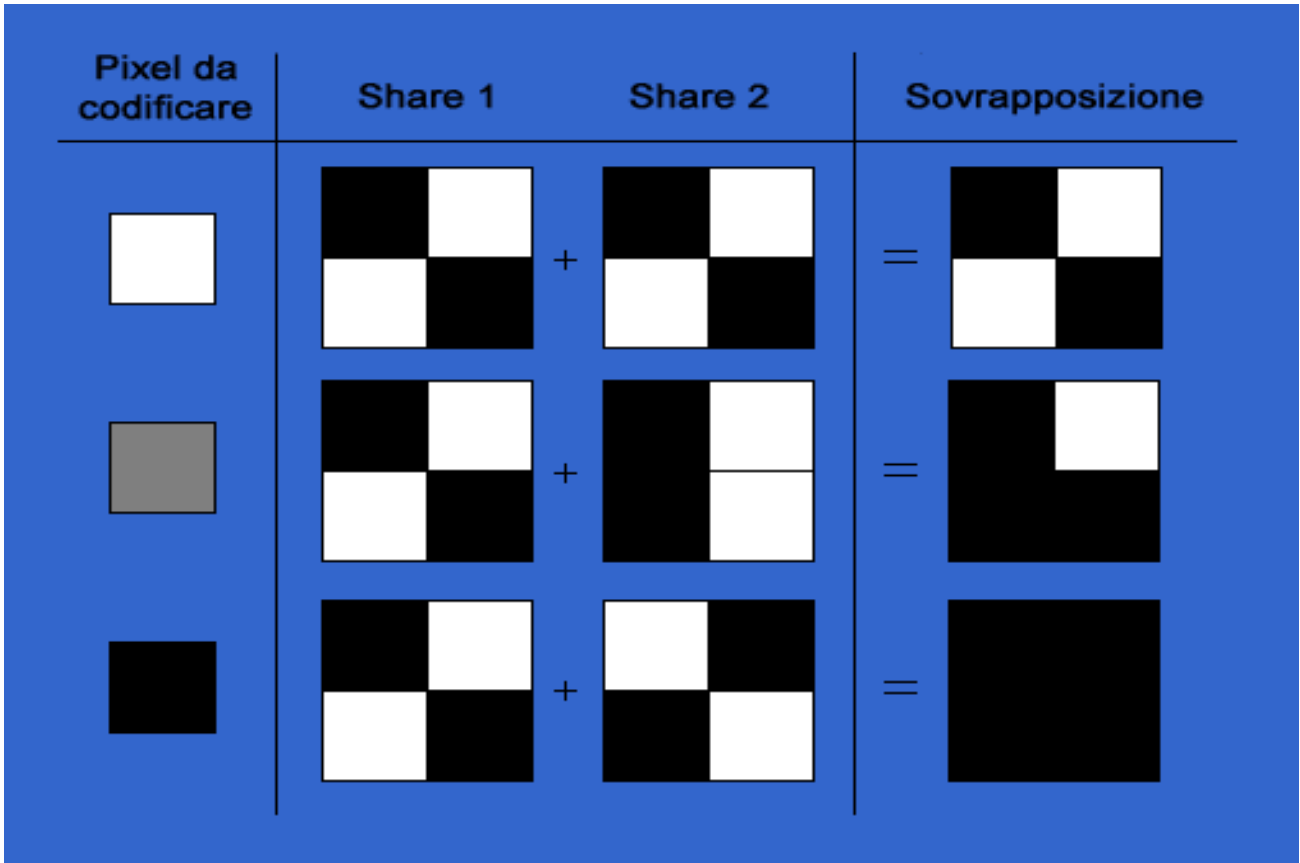 Pixel da
codificare
Share 1
Share 2
Sovrapposizione
+
=
+
=
+
=